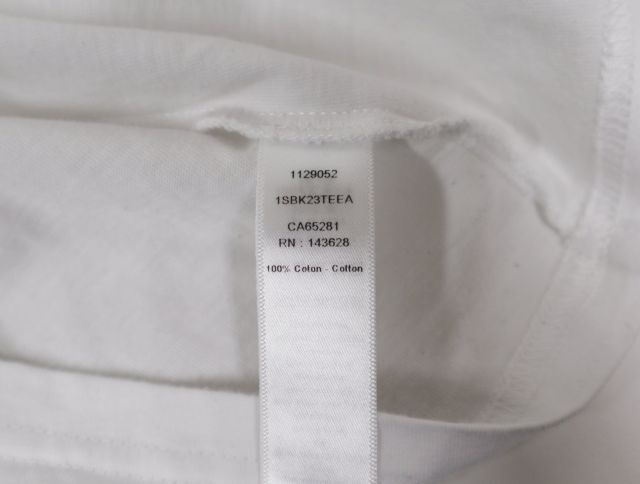 1129052
1SBK23TEEA
CA65281
RN : 143628
100% Coton - Cotton